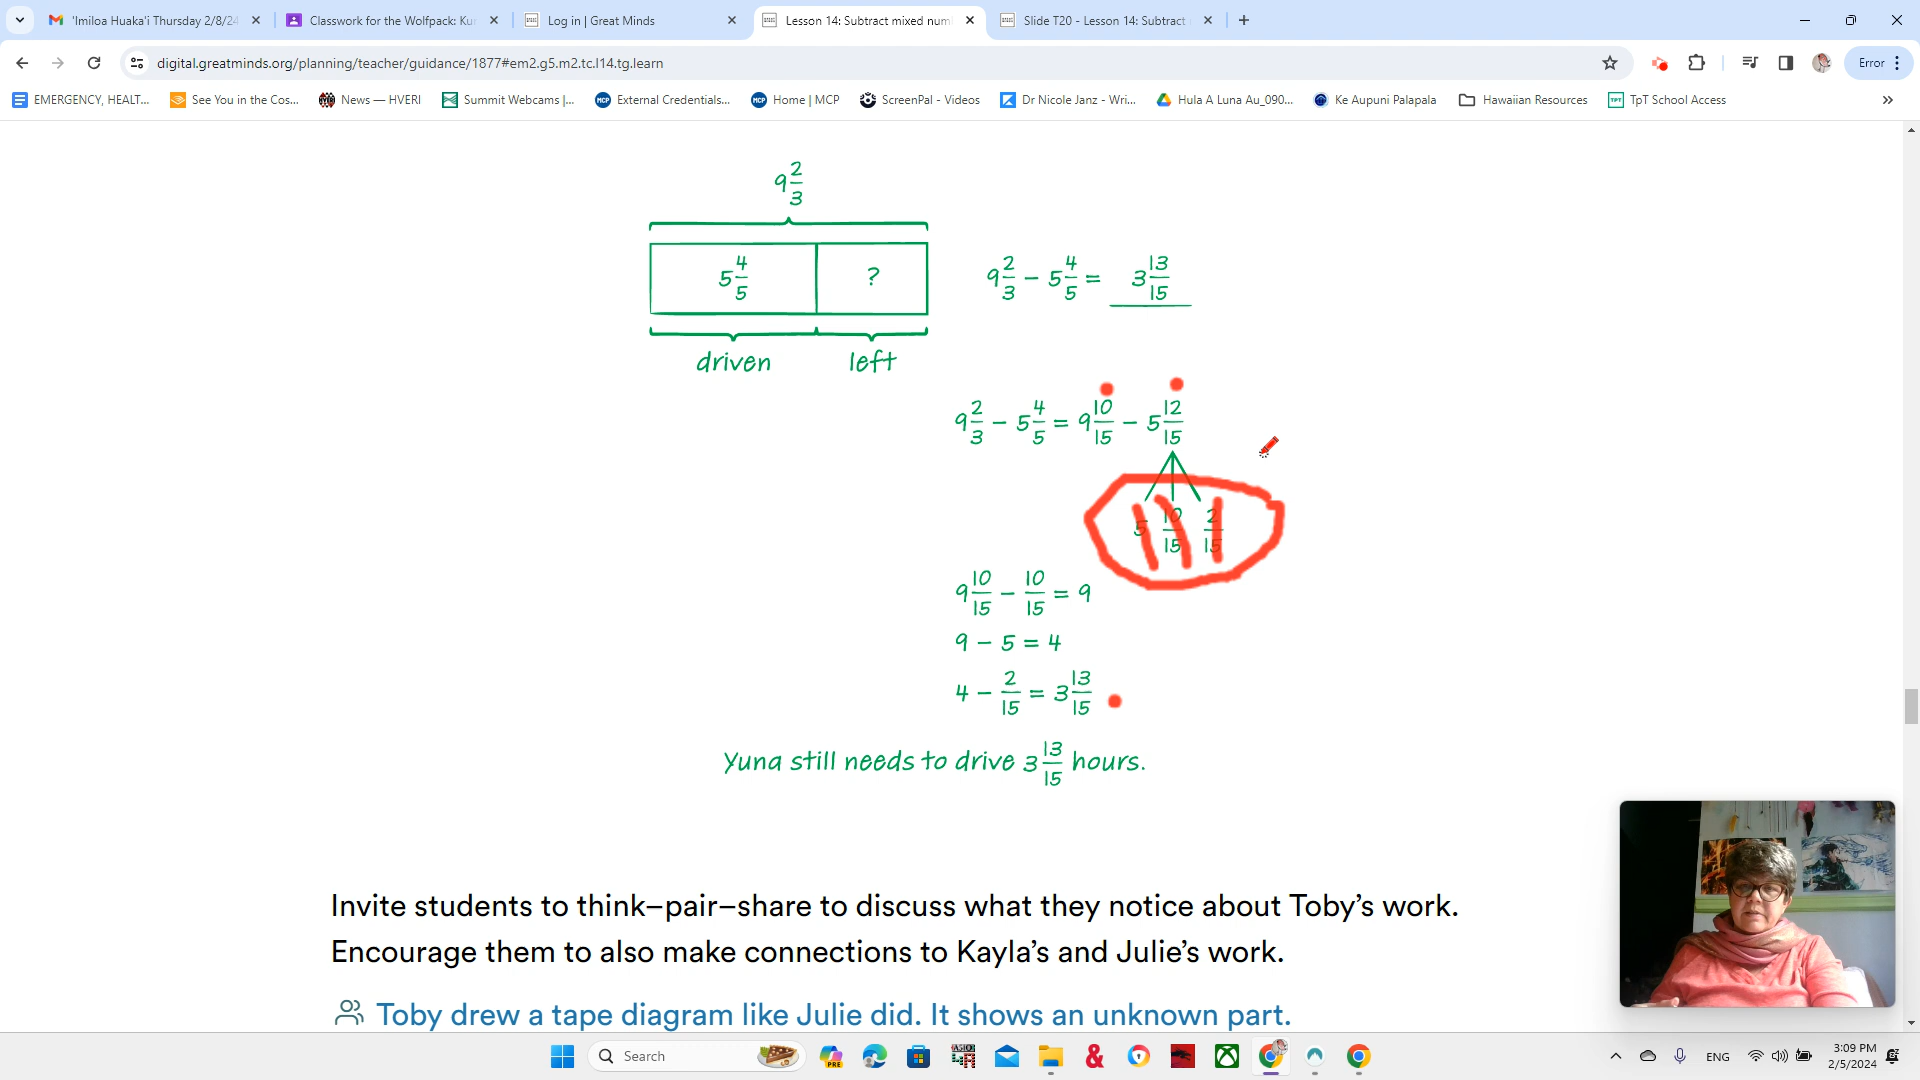 'Imiloa Huaka'i Thursday 2/8/24
Classwork for the Wolfpack: Ku
Log in | Great Minds
Lesson 14: Subtract mixed num
Slide T20 - Lesson 14: Subtract
digital.greatminds.org/planning/teacher/guidance/1877#em2.g5.m2.tc.l14.tg.learn
Error
EMERGENCY, HEALT...
See You in the Cos...
News — HVERI
Summit Webcams |...
External Credentials...
Home | MCP
ScreenPal - Videos
Dr Nicole Janz - Wri...
Hula A Luna Au_090...
Ke Aupuni Palapala
Hawaiian Resources
TpT School Access
9 2/3
5 4/5 ?
9 2/3 − 5 4/5 = 3 13/15
driven left
9 2/3 − 5 4/5 = 9 10/15 − 5 12/15
5 10/15 2/15
9 10/15 − 10/15 = 9
9 − 5 = 4
4 − 2/15 = 3 13/15
Yuna still needs to drive 3 13/15 hours.
Invite students to think–pair–share to discuss what they notice about Toby's work.
Encourage them to also make connections to Kayla's and Julie's work.
Toby drew a tape diagram like Julie did. It shows an unknown part.
Search
PRE
ENG
3:09 PM
2/5/2024